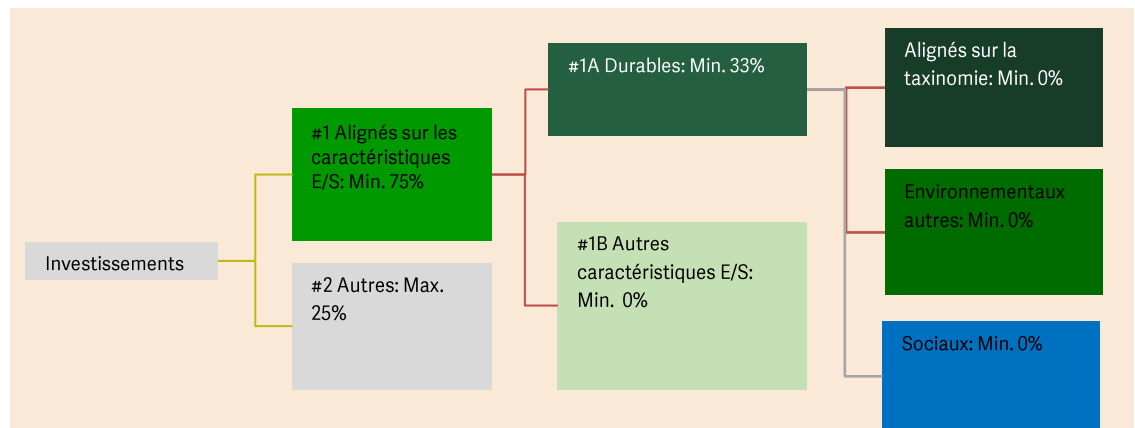 Investissements
#1 Alignés sur les
caractéristiques
E/S: Min. 75%
#2 Autres: Max.
25%
#1A Durables: Min. 33%
#1B Autres
caractéristiques E/S:
Min. 0%
Alignés sur la
taxinomie: Min. 0%
Environnementaux
autres: Min. 0%
Sociaux: Min. 0%